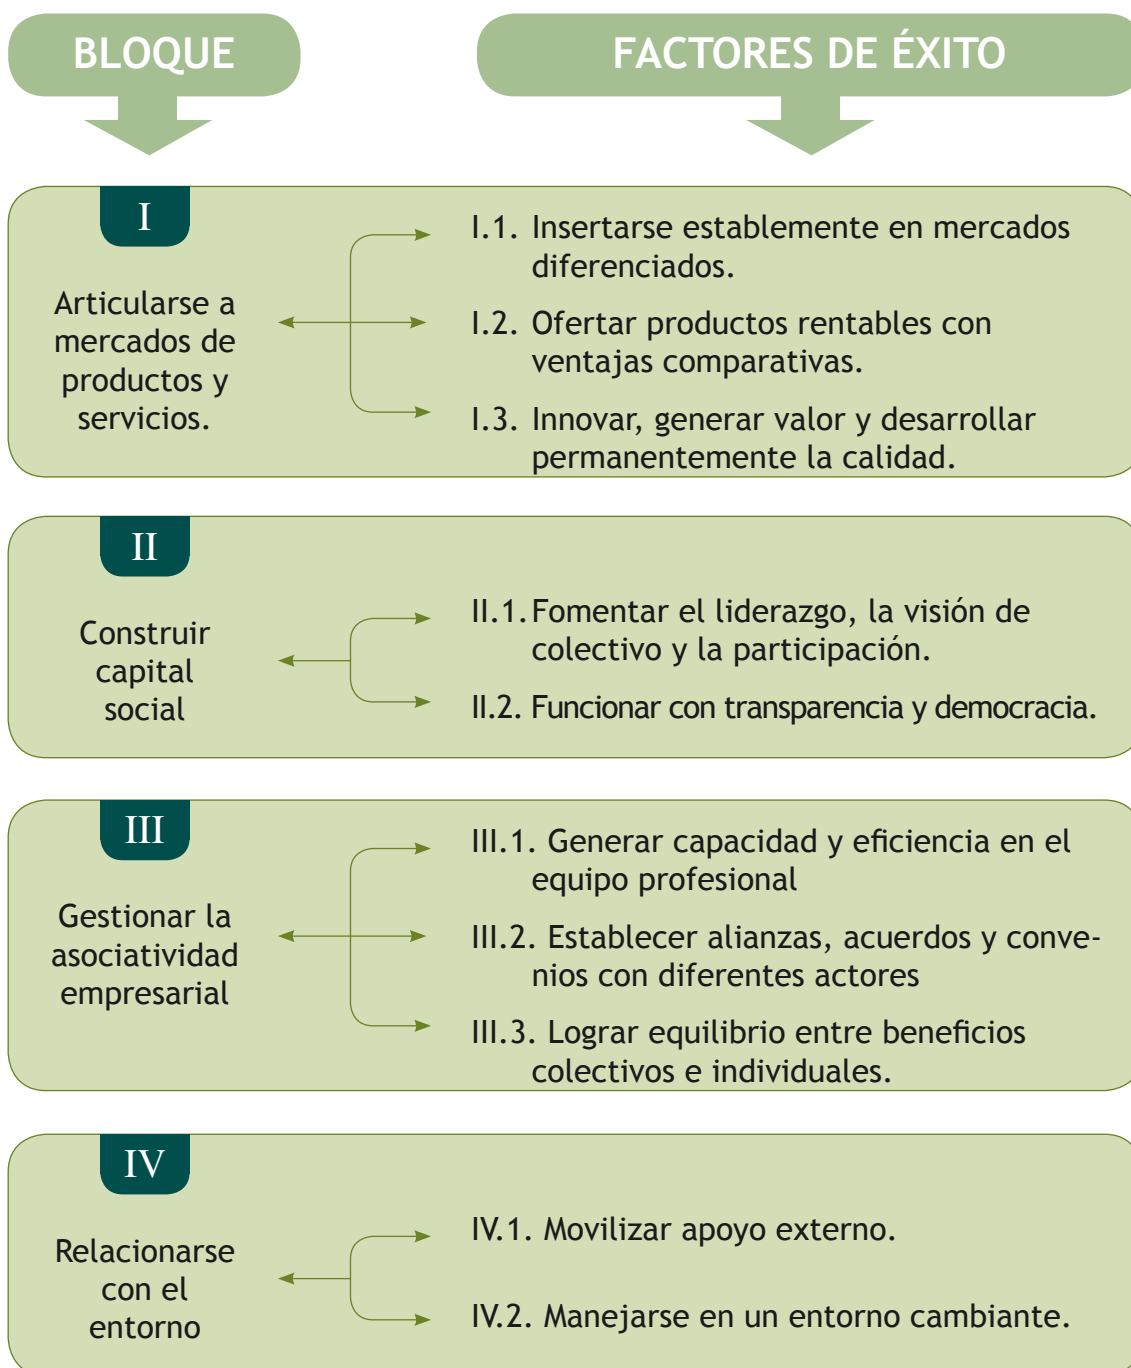 BLOQUE
FACTORES DE ÉXITO
I
Articularse a
mercados de
productos y
servicios.
I.1. Insertarse establemente en mercados
diferenciados.
I.2. Ofertar productos rentables con
ventajas comparativas.
I.3. Innovar, generar valor y desarrollar
permanentemente la calidad.
II
Construir
capital
social
II.1. Fomentar el liderazgo, la visión de
colectivo y la participación.
II.2. Funcionar con transparencia y democracia.
III
Gestionar la
asociatividad
empresarial
III.1. Generar capacidad y eficiencia en el
equipo profesional
III.2. Establecer alianzas, acuerdos y conve-
nios con diferentes actores
III.3. Lograr equilibrio entre beneficios
colectivos e individuales.
IV
Relacionarse
con el
entorno
IV.1. Movilizar apoyo externo.
IV.2. Manejarse en un entorno cambiante.